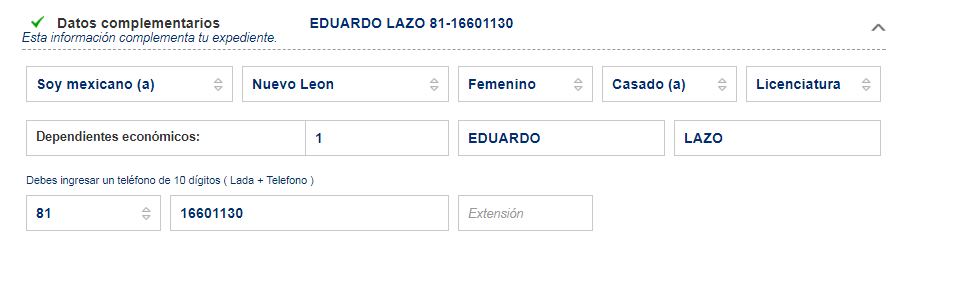 Datos complementarios EDUARDO LAZO 81-16601130
Esta información complementa tu expediente.
Soy mexicano (a) Nuevo Leon Femenino Casado (a) Licenciatura
Dependientes económicos: 1 EDUARDO LAZO
Debes ingresar un teléfono de 10 dígitos ( Lada + Telefono )
81 16601130 Extensión